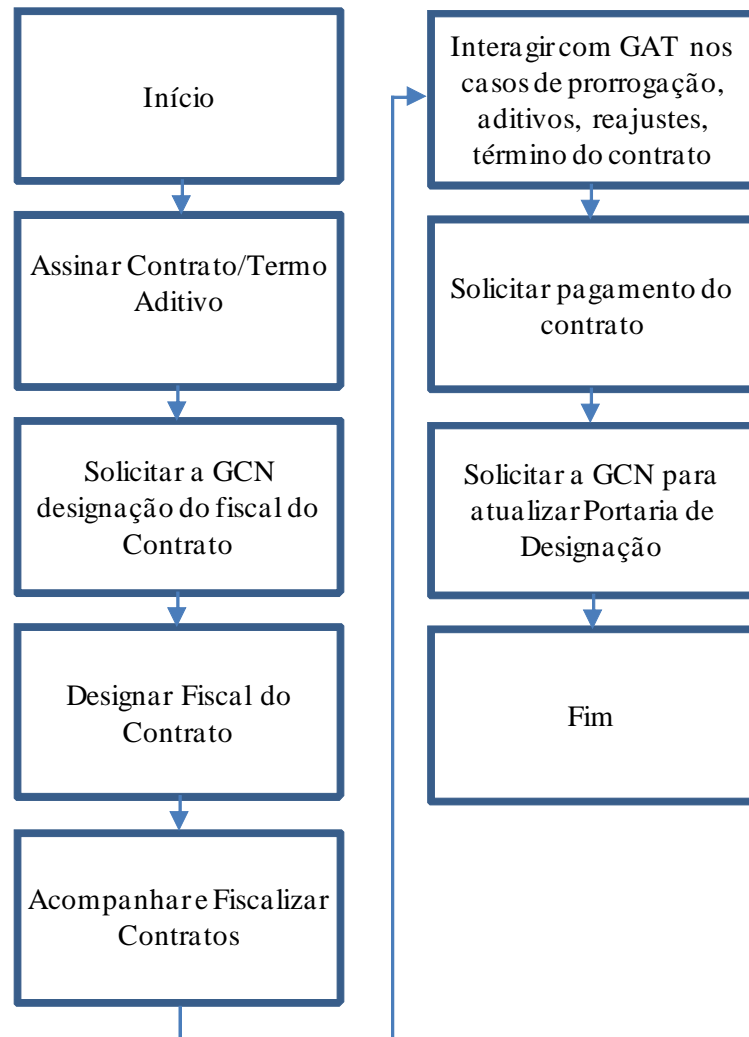 Início
Assinar Contrato/Termo
Aditivo
Solicitar a GCN
designação do fiscal do
Contrato
Designar Fiscal do
Contrato
Acompanhar e Fiscalizar
Contratos
Interagir com GAT nos
casos de prorrogação,
aditivos, reajustes,
término do contrato
Solicitar pagamento do
contrato
Solicitar a GCN para
atualizar Portaria de
Designação
Fim